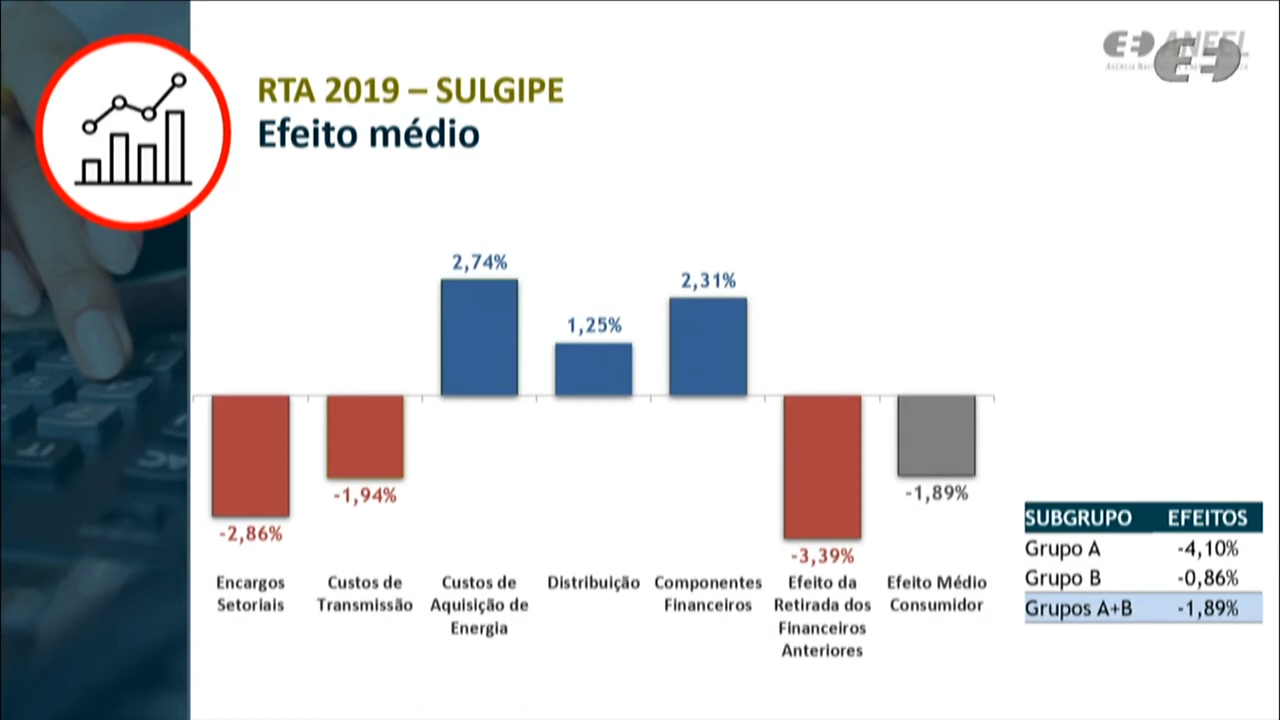 ANEEL
RTA 2019 – SULGIPE
Efeito médio
2,74%
2,31%
1,25%
-1,94%
-1,89%
-2,86%
-3,39%
Encargos
Setoriais
Custos de
Transmissão
Custos de
Aquisição de
Energia
Distribuição
Componentes
Financeiros
Efeito da
Retirada dos
Financeiros
Anteriores
Efeito Médio
Consumidor
SUBGRUPO EFEITOS
Grupo A -4,10%
Grupo B -0,86%
Grupos A+B -1,89%